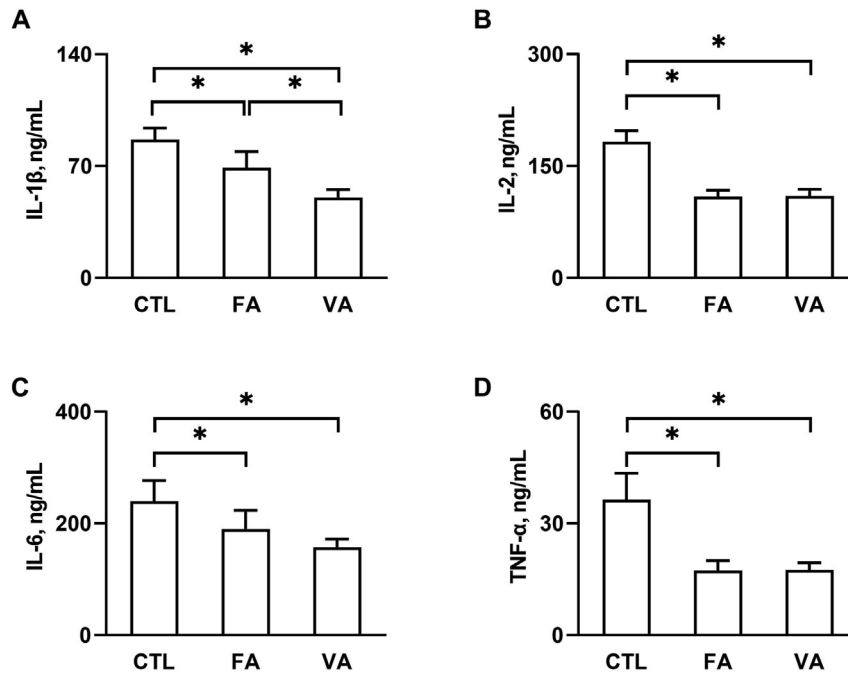 A
IL-1β, ng/mL
140
70
0
*
*
*
CTL FA VA
B
IL-2, ng/mL
300
150
0
*
*
CTL FA VA
C
IL-6, ng/mL
400
200
0
*
*
CTL FA VA
D
TNF-α, ng/mL
60
30
0
*
*
CTL FA VA